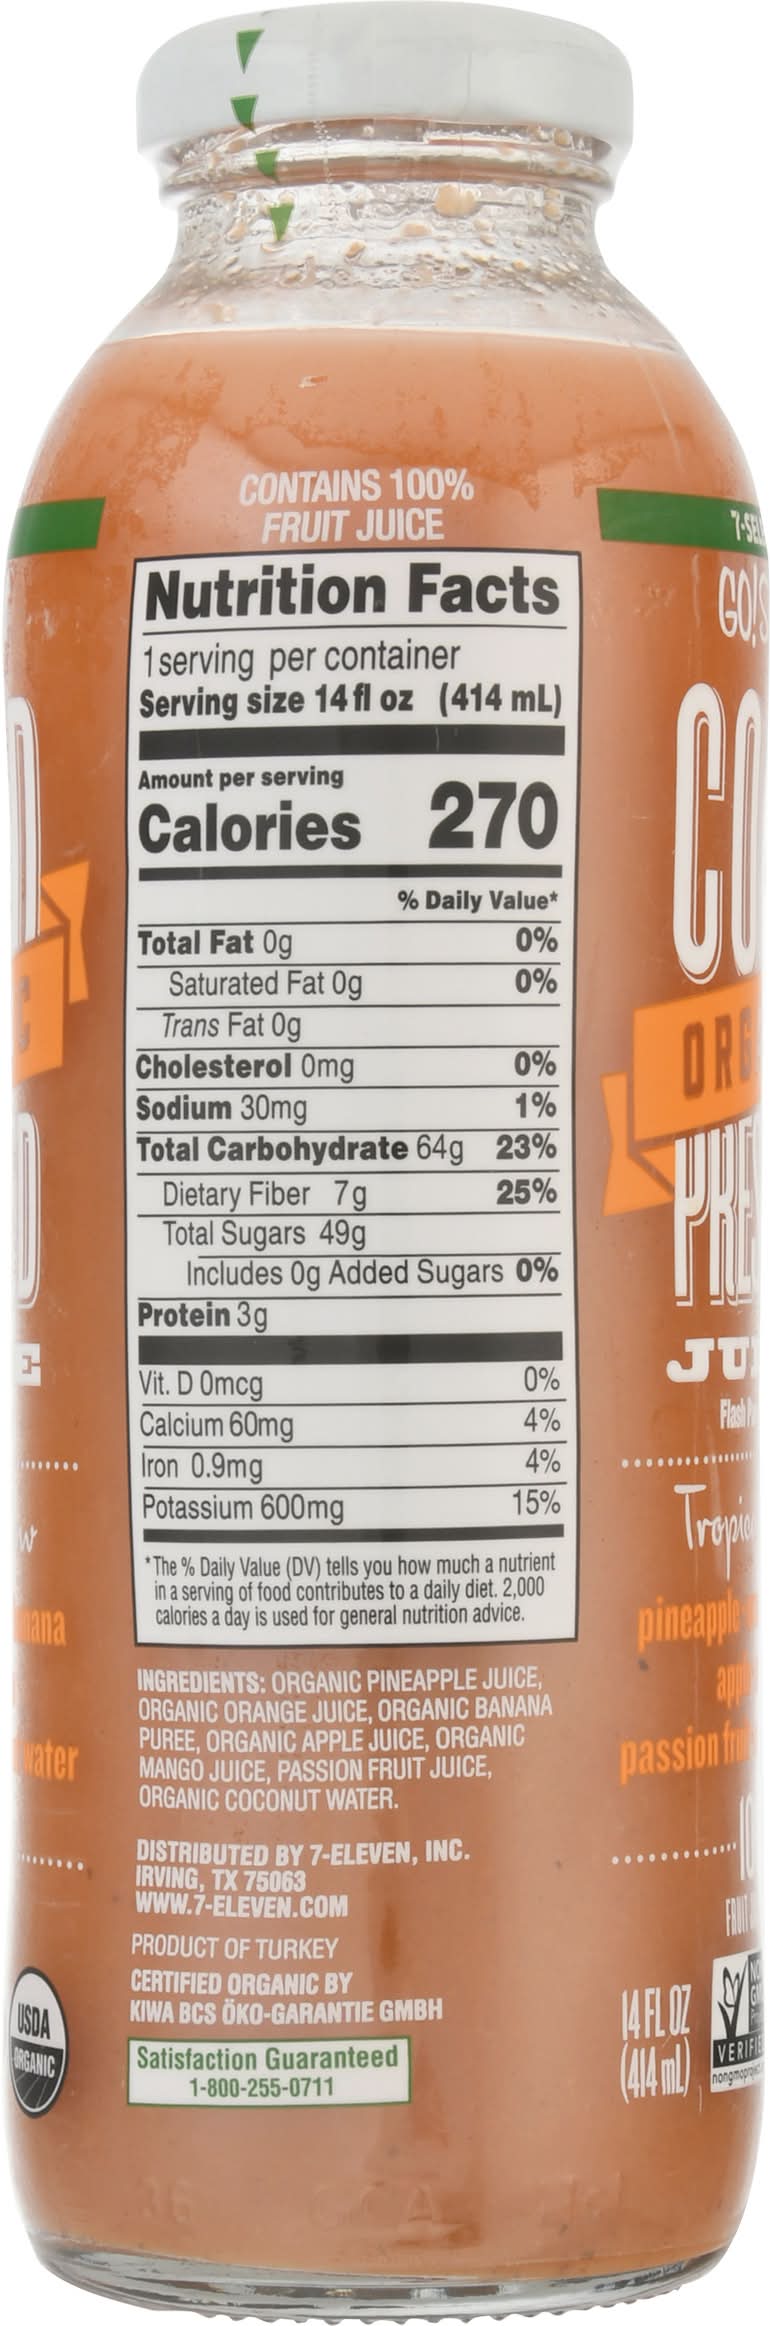 CONTAINS 100%
FRUIT JUICE
Nutrition Facts
1 serving per container
Serving size 14 fl oz (414 mL)
Amount per serving
Calories 270
% Daily Value*
Total Fat 0g 0%
Saturated Fat 0g 0%
Trans Fat 0g
Cholesterol 0mg 0%
Sodium 30mg 1%
Total Carbohydrate 64g 23%
Dietary Fiber 7g 25%
Total Sugars 49g
Includes 0g Added Sugars 0%
Protein 3g
Vit. D 0mcg 0%
Calcium 60mg 4%
Iron 0.9mg 4%
Potassium 600mg 15%
*The % Daily Value (DV) tells you how much a nutrient
in a serving of food contributes to a daily diet. 2,000
calories a day is used for general nutrition advice.
INGREDIENTS: ORGANIC PINEAPPLE JUICE,
ORGANIC ORANGE JUICE, ORGANIC BANANA
PUREE, ORGANIC APPLE JUICE, ORGANIC
MANGO JUICE, PASSION FRUIT JUICE,
ORGANIC COCONUT WATER.
DISTRIBUTED BY 7-ELEVEN, INC.
IRVING, TX 75063
WWW.7-ELEVEN.COM
PRODUCT OF TURKEY
CERTIFIED ORGANIC BY
KIWA BCS ÖKO-GARANTIE GMBH
Satisfaction Guaranteed
1-800-255-0711
water
USDA
ORGANIC
GO!
pineapple
passion
14 FL OZ
(414 mL)